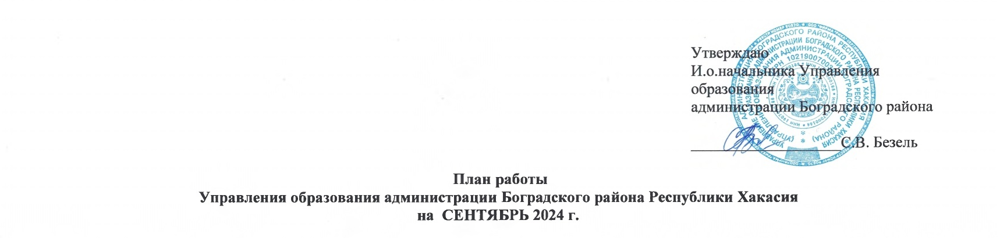 Утверждаю
И.о.начальника Управления
образования
администрации Боградского района
С.В. Безель
План работы
Управления образования администрации Боградского района Республики Хакасия
на СЕНТЯБРЬ 2024 г.